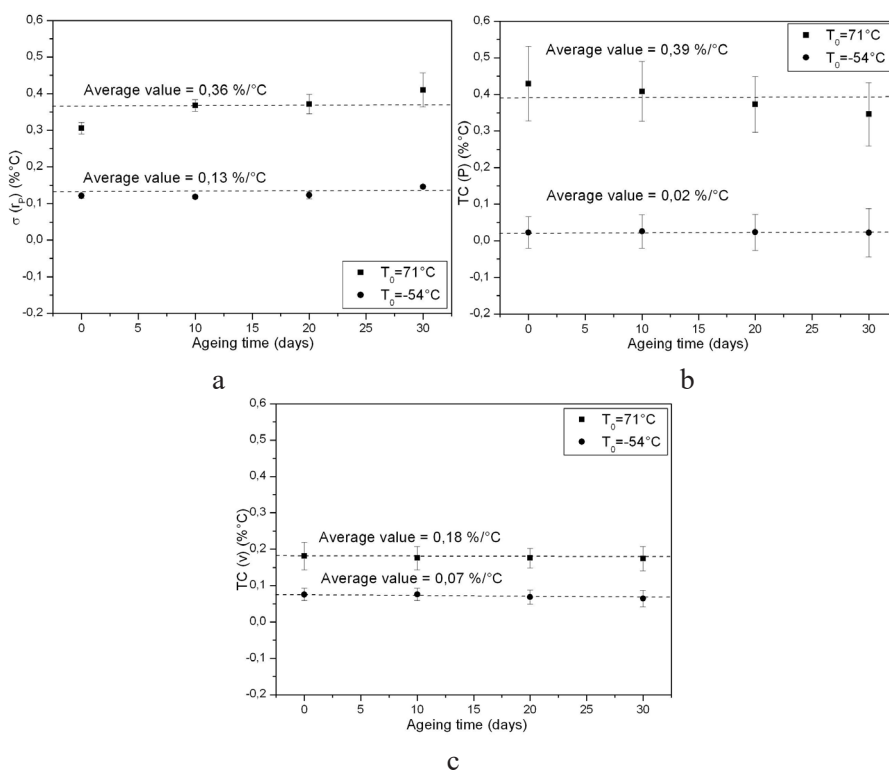 0,6
0,5
0,4
0,3
0,2
0,1
0,0
-0,1
-0,2
σ (rₚ) (%°C)
Average value = 0,36 %/°C
Average value = 0,13 %/°C
T₀=71°C
T₀=-54°C
0 5 10 15 20 25 30
Ageing time (days)
a
0,6
0,5
0,4
0,3
0,2
0,1
0,0
-0,1
-0,2
TC (P) (%°C)
T₀=71°C
T₀=-54°C
Average value = 0,39 %/°C
Average value = 0,02 %/°C
0 5 10 15 20 25 30
Ageing time (days)
b
0,6
0,5
0,4
0,3
0,2
0,1
0,0
-0,1
-0,2
TC (v) (%°C)
T₀=71°C
T₀=-54°C
Average value = 0,18 %/°C
Average value = 0,07 %/°C
0 5 10 15 20 25 30
Ageing time (days)
c